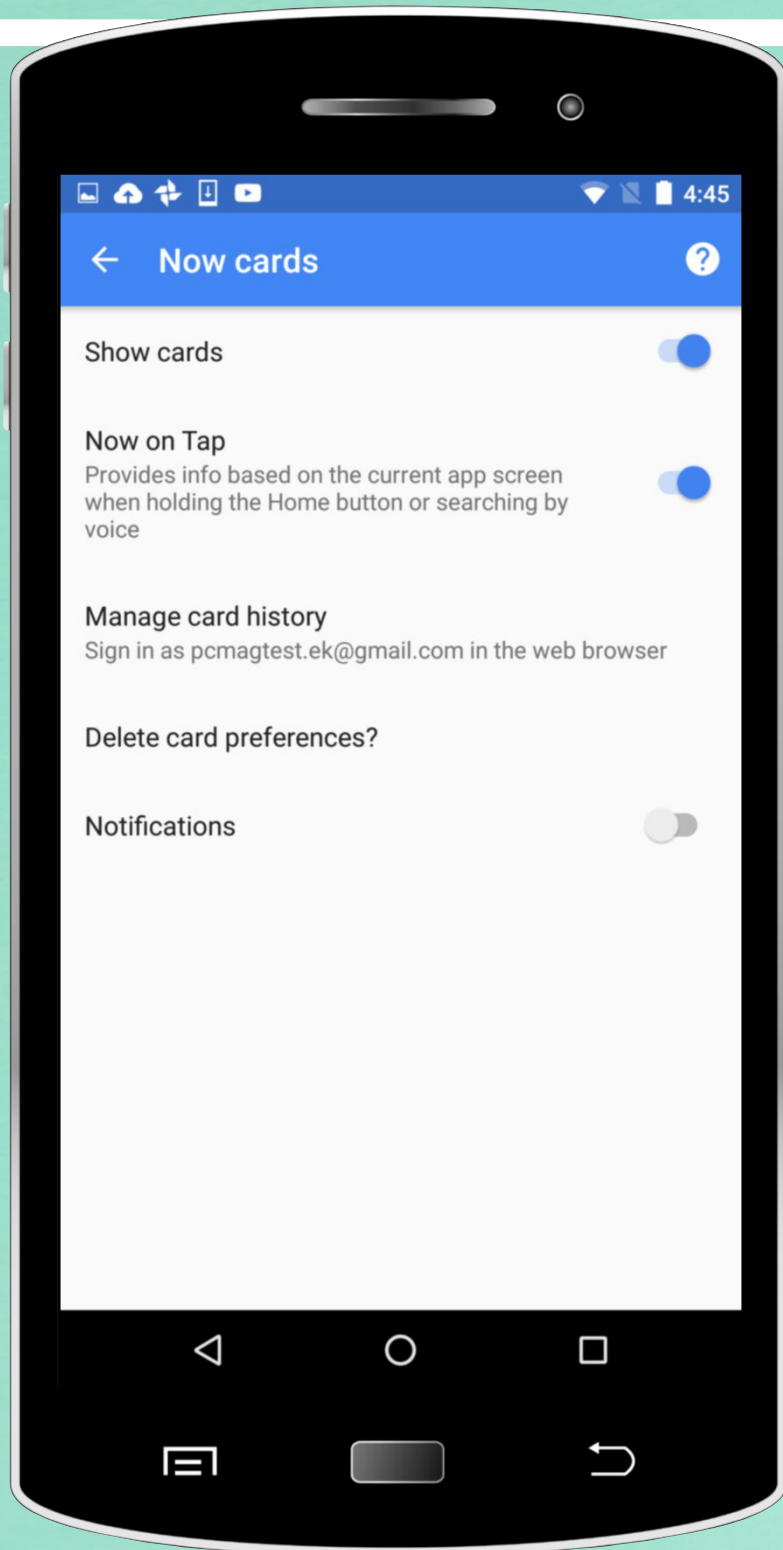 4:45
Now cards
?
Show cards
Now on Tap
Provides info based on the current app screen
when holding the Home button or searching by
voice
Manage card history
Sign in as pcmagtest.ek@gmail.com in the web browser
Delete card preferences?
Notifications